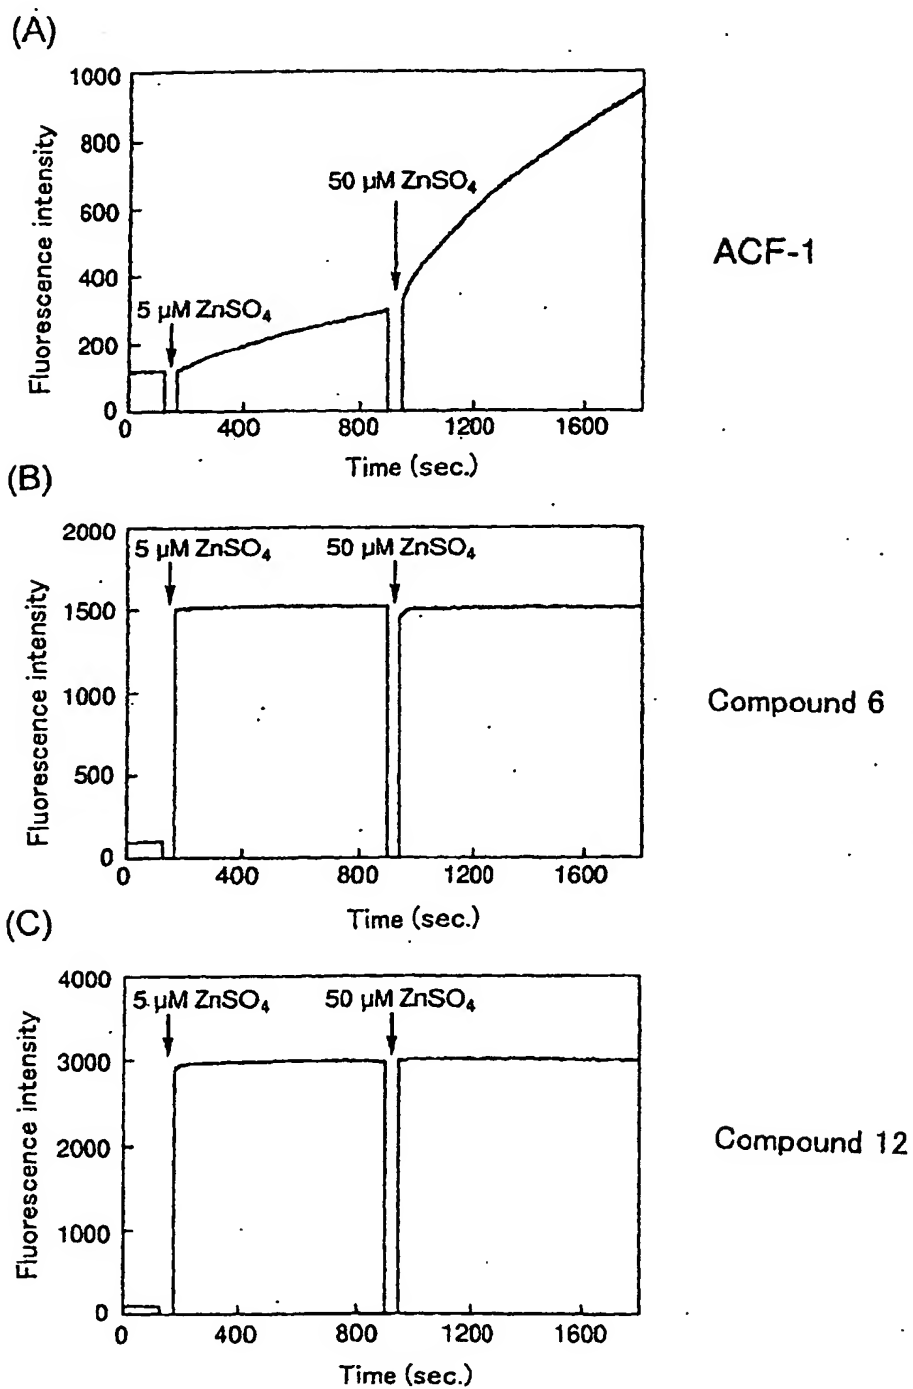 (A)
1000
800
600
400
200
0
Fluorescence intensity
5 µM ZnSO4
50 µM ZnSO4
0 400 800 1200 1600
Time (sec.)
ACF-1
(B)
2000
1500
1000
500
0
Fluorescence intensity
5 µM ZnSO4
50 µM ZnSO4
0 400 800 1200 1600
Time (sec.)
Compound 6
(C)
4000
3000
2000
1000
0
Fluorescence intensity
5 µM ZnSO4
50 µM ZnSO4
0 400 800 1200 1600
Time (sec.)
Compound 12